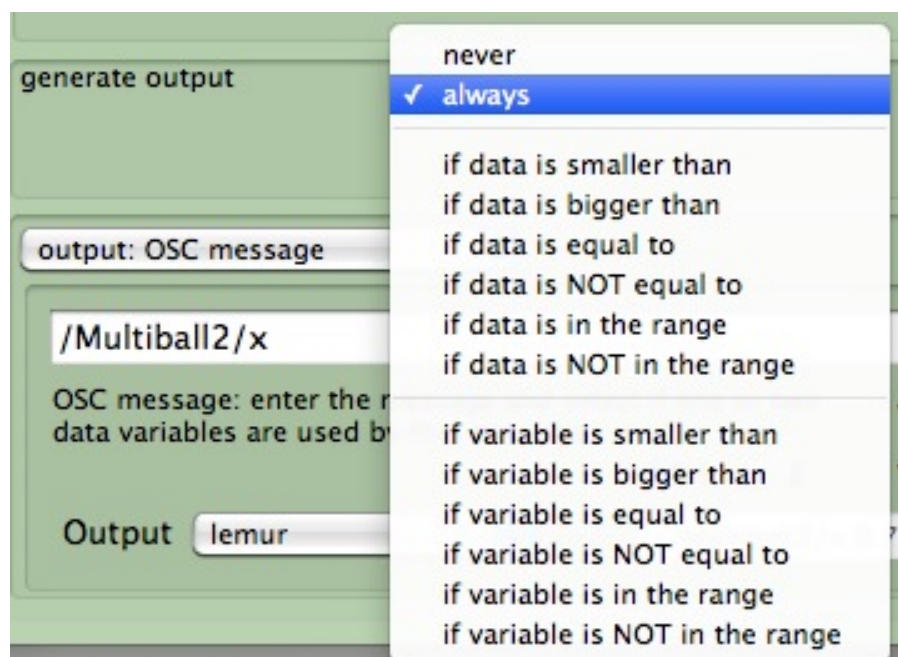 generate output
never
✓ always
if data is smaller than
if data is bigger than
if data is equal to
if data is NOT equal to
if data is in the range
if data is NOT in the range
if variable is smaller than
if variable is bigger than
if variable is equal to
if variable is NOT equal to
if variable is in the range
if variable is NOT in the range
output: OSC message
/Multiball2/x
OSC message: enter the
data variables are used
Output lemur